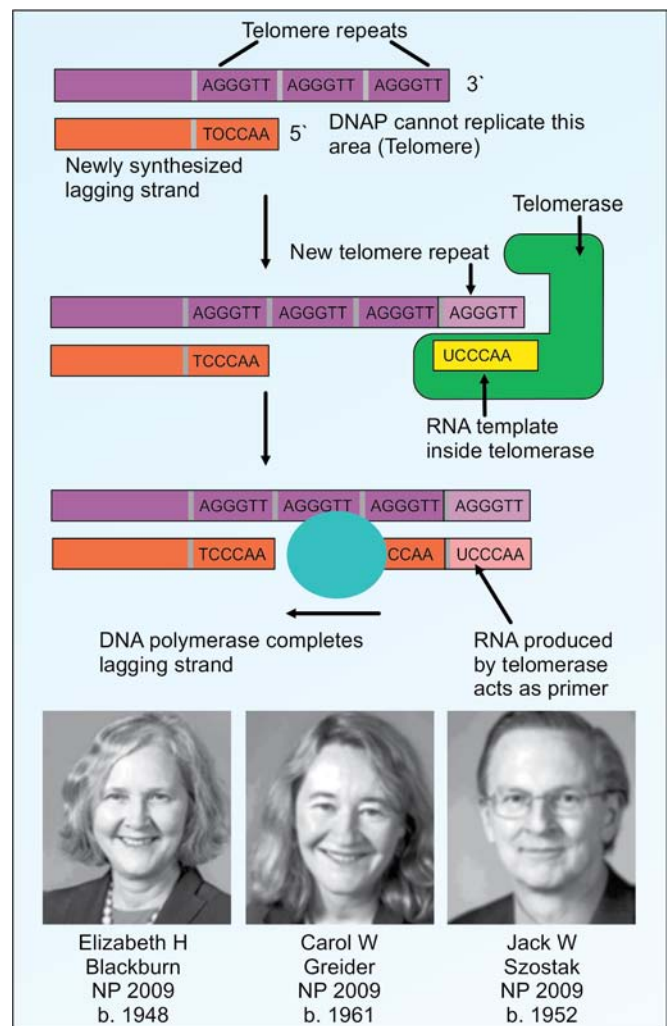 Telomere repeats
AGGGTT AGGGTT AGGGTT 3`
TOCCAA 5` DNAP cannot replicate this
area (Telomere)
Newly synthesized
lagging strand
Telomerase
New telomere repeat
AGGGTT AGGGTT AGGGTT AGGGTT
TCCCAA UCCCAA
RNA template
inside telomerase
AGGGTT AGGGTT AGGGTT AGGGTT
TCCCAA CCAA UCCCAA
DNA polymerase completes
lagging strand
RNA produced
by telomerase
acts as primer
Elizabeth H
Blackburn
NP 2009
b. 1948
Carol W
Greider
NP 2009
b. 1961
Jack W
Szostak
NP 2009
b. 1952